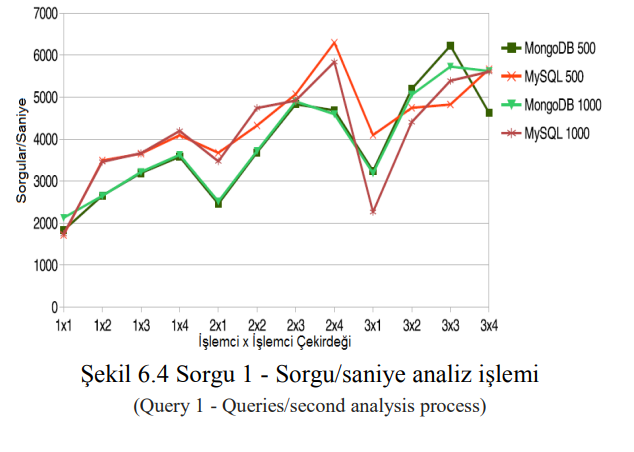 7000
6000
5000
4000
3000
2000
1000
0
Sorgular/Saniye
1x1 1x2 1x3 1x4 2x1 2x2 2x3 2x4 3x1 3x2 3x3 3x4
İşlemci x İşlemci Çekirdeği
MongoDB 500
MySQL 500
MongoDB 1000
MySQL 1000
Şekil 6.4 Sorgu 1 - Sorgu/saniye analiz işlemi
(Query 1 - Queries/second analysis process)